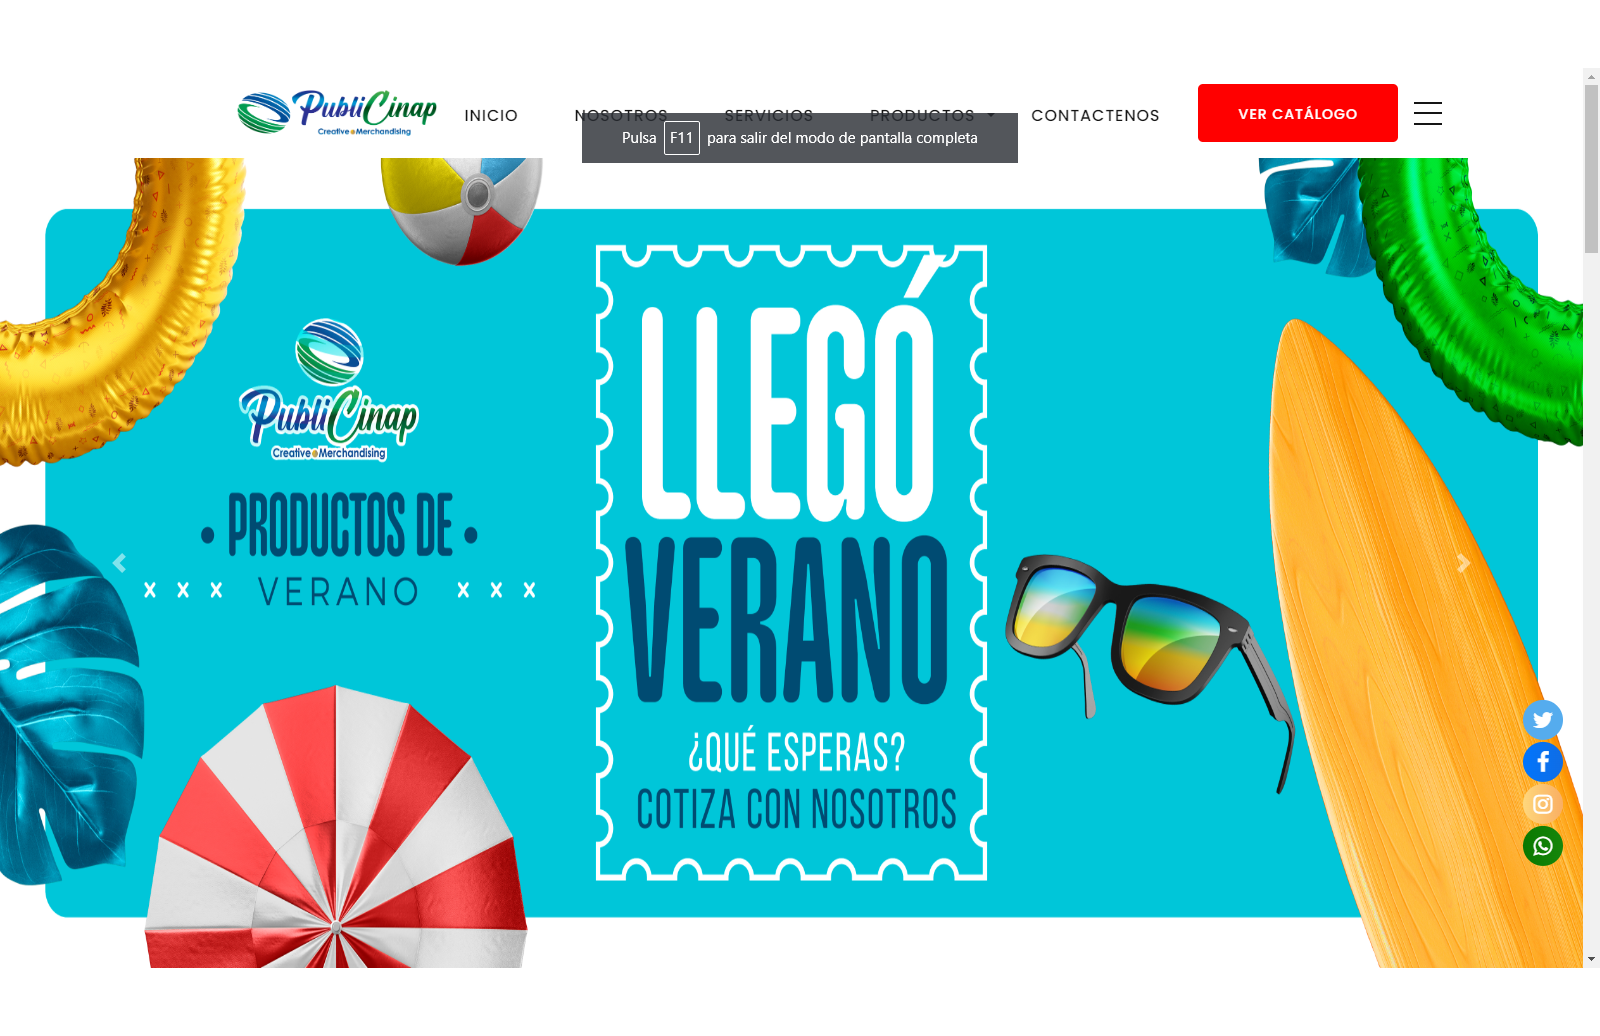 PubliCinap
Creative Merchandising
INICIO
NOSOTROS
SERVICIOS
PRODUCTOS
CONTACTENOS
VER CATÁLOGO
Pulsa F11 para salir del modo de pantalla completa
PubliCinap
Creative Merchandising
• PRODUCTOS DE •
x x x VERANO x x x
LLEGÓ
VERANO
¿QUÉ ESPERAS?
COTIZA CON NOSOTROS